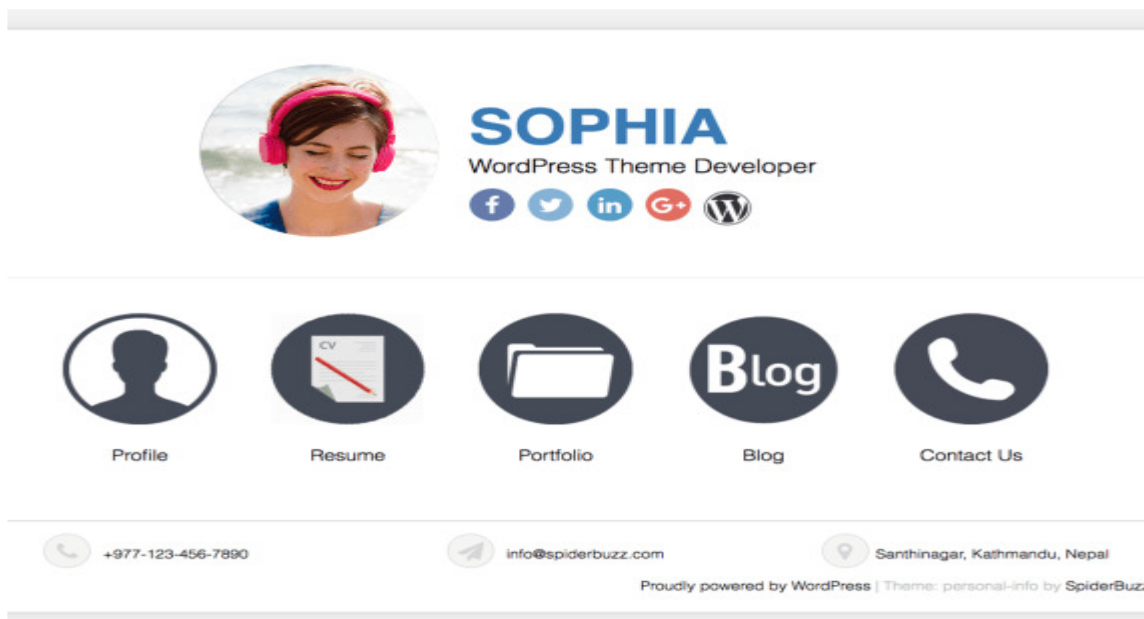 SOPHIA
WordPress Theme Developer
CV
Blog
Profile
Resume
Portfolio
Blog
Contact Us
+977-123-456-7890
info@spiderbuzz.com
Santhinagar, Kathmandu, Nepal
Proudly powered by WordPress | Theme: personal-info by SpiderBuzz